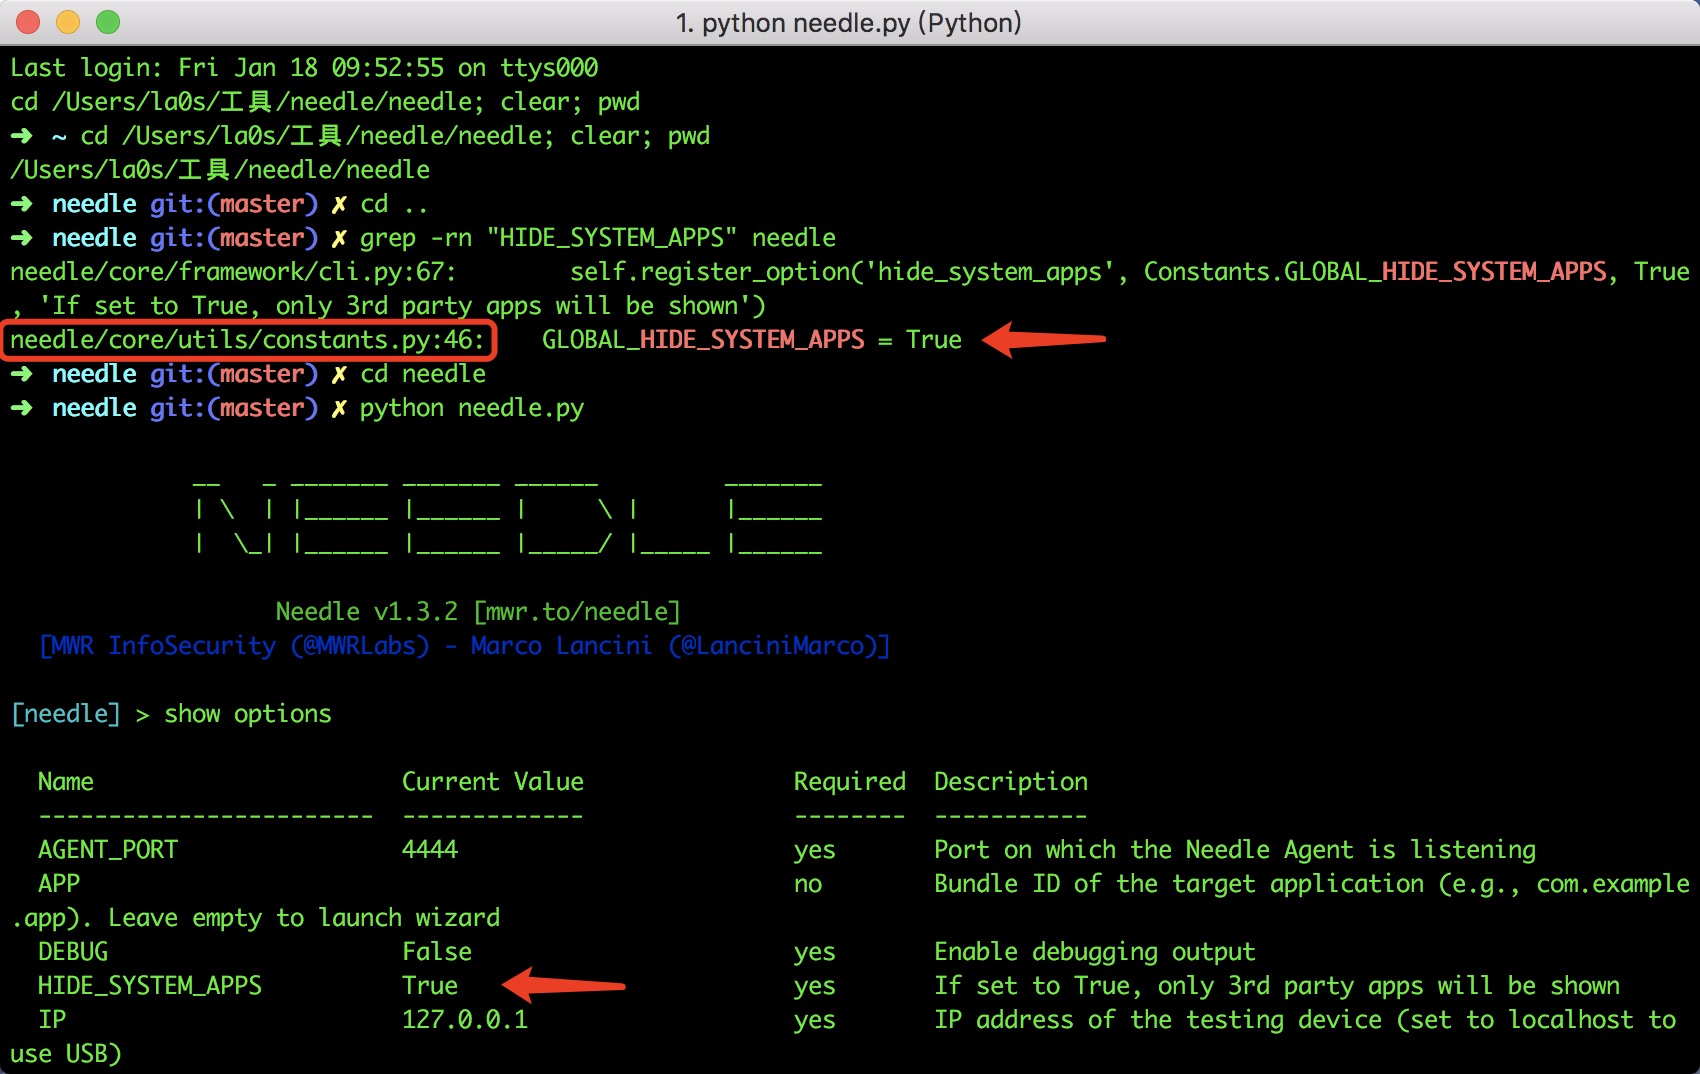 1. python needle.py (Python)
Last login: Fri Jan 18 09:52:55 on ttys000
cd /Users/la0s/工具/needle/needle; clear; pwd
➜ ~ cd /Users/la0s/工具/needle/needle; clear; pwd
/Users/la0s/工具/needle/needle
➜ needle git:(master) ✗ cd ..
➜ needle git:(master) ✗ grep -rn "HIDE_SYSTEM_APPS" needle
needle/core/framework/cli.py:67:        self.register_option('hide_system_apps', Constants.GLOBAL_HIDE_SYSTEM_APPS, True
, 'If set to True, only 3rd party apps will be shown')
needle/core/utils/constants.py:46:    GLOBAL_HIDE_SYSTEM_APPS = True
➜ needle git:(master) ✗ cd needle
➜ needle git:(master) ✗ python needle.py
NEEDLE
Needle v1.3.2 [mwr.to/needle]
[MWR InfoSecurity (@MWRLabs) - Marco Lancini (@LanciniMarco)]
[needle] > show options
Name Current Value Required Description
------------------------ ------------- -------- -----------
AGENT_PORT 4444 yes Port on which the Needle Agent is listening
APP no Bundle ID of the target application (e.g., com.example
.app). Leave empty to launch wizard
DEBUG False yes Enable debugging output
HIDE_SYSTEM_APPS True yes If set to True, only 3rd party apps will be shown
IP 127.0.0.1 yes IP address of the testing device (set to localhost to
use USB)